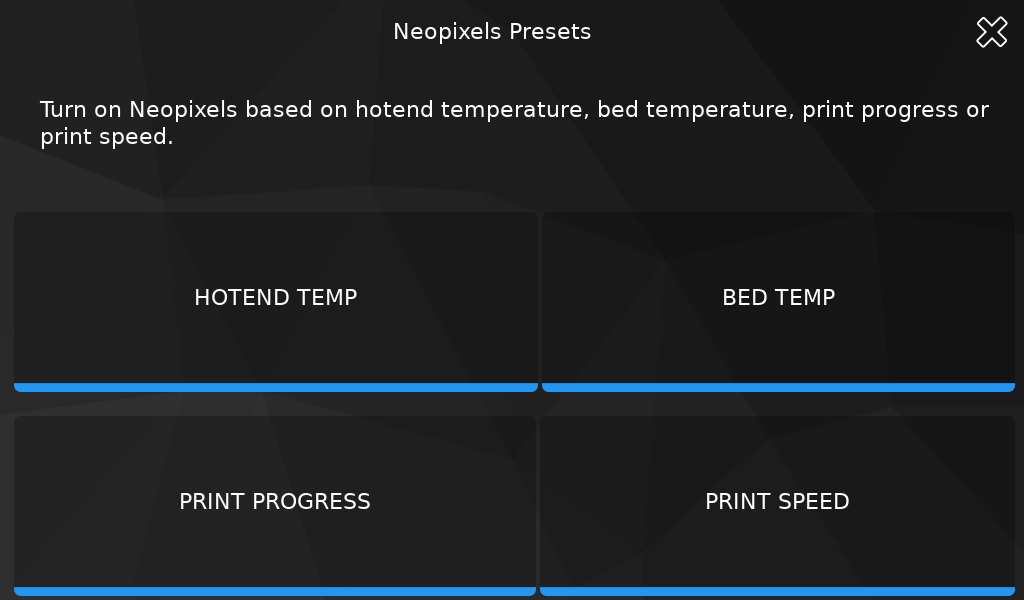 Neopixels Presets
Turn on Neopixels based on hotend temperature, bed temperature, print progress or
print speed.
HOTEND TEMP
BED TEMP
PRINT PROGRESS
PRINT SPEED